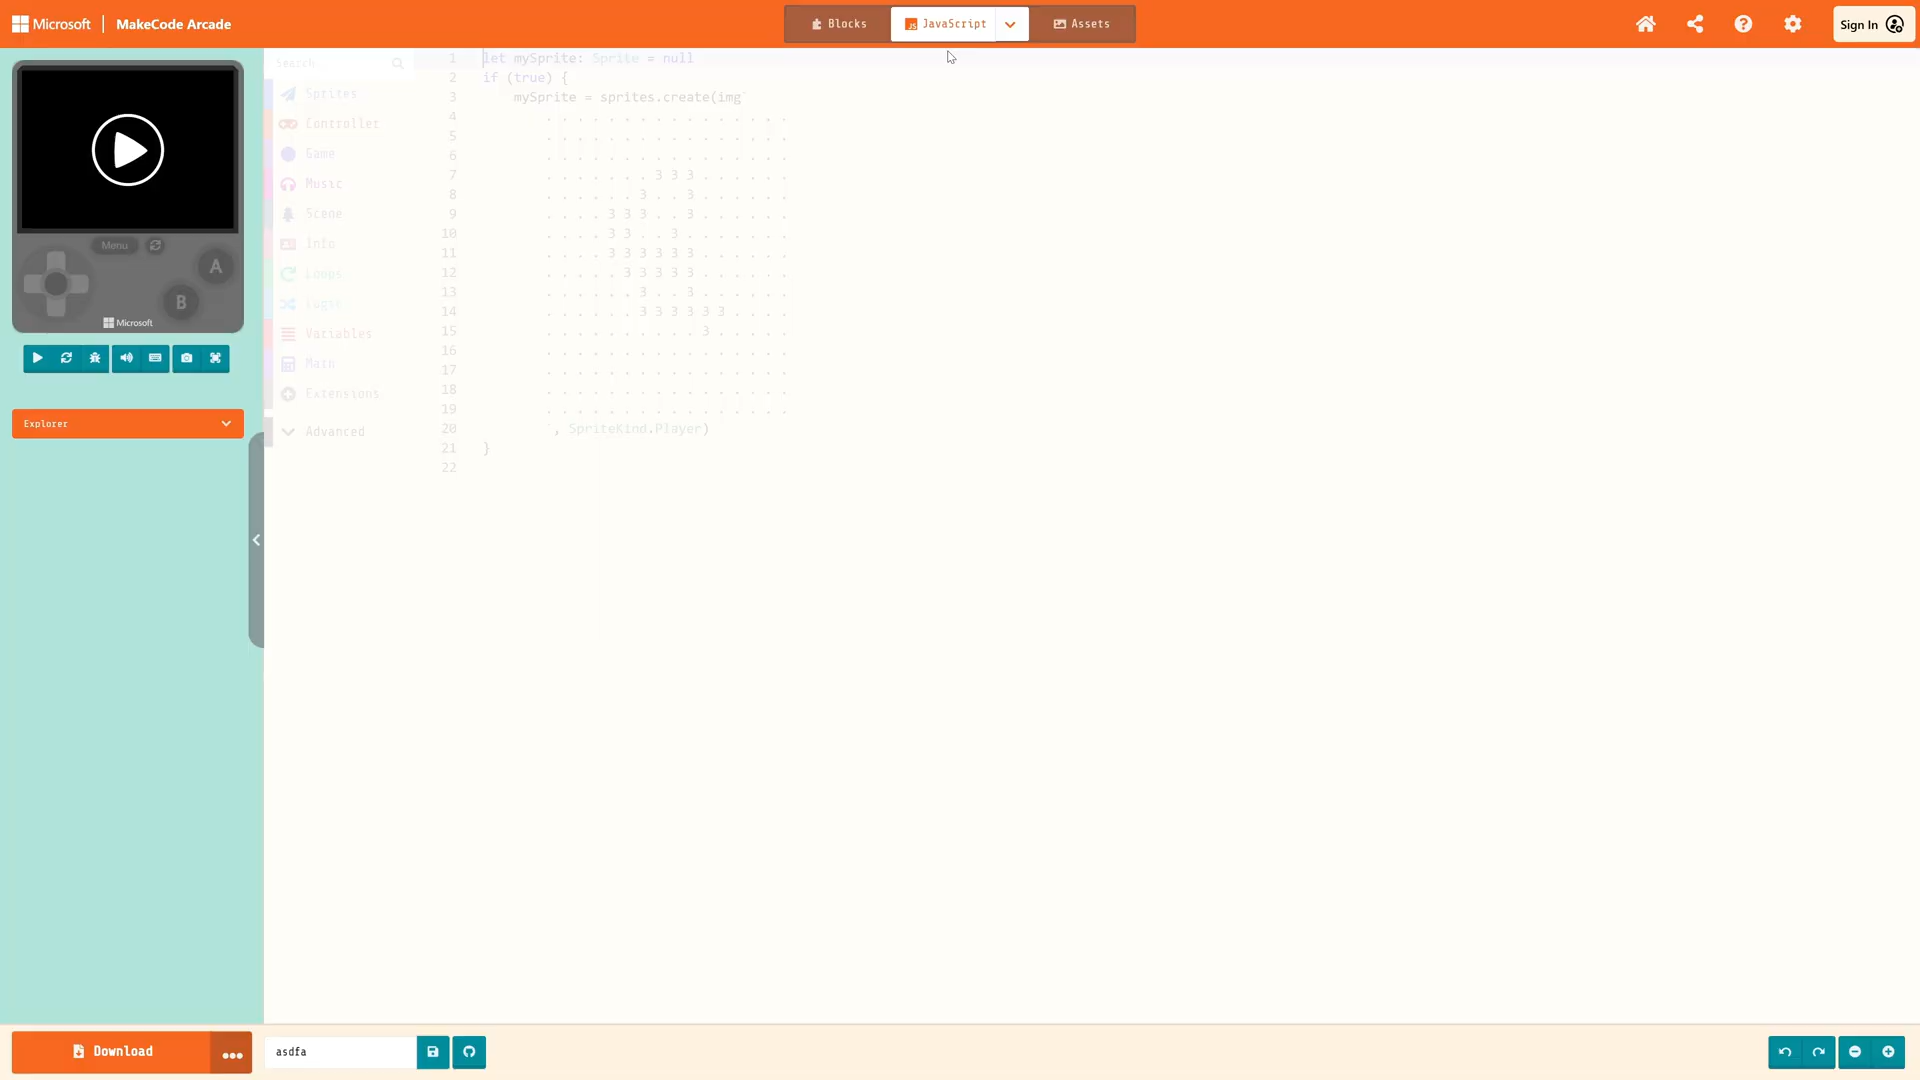 Microsoft
MakeCode Arcade
Blocks
JavaScript
Assets
Sign In
Menu
A
B
Microsoft
Explorer
Search...
Sprites
Controller
Game
Music
Scene
Info
Loops
Logic
Variables
Math
Extensions
Advanced
1 let mySprite: Sprite = null
2 if (true) {
3 mySprite = sprites.create(img`
4 . . . . . . . . . . . . . . . .
5 . . . . . . . . . . . . . . . .
6 . . . . . . . . . . . . . . . .
7 . . . . . . . 3 3 3 . . . . . .
8 . . . . . . 3 . . 3 . . . . . .
9 . . . . 3 3 3 . . 3 . . . . . .
10 . . . . 3 3 . . 3 . . . . . . .
11 . . . . 3 3 3 3 3 3 . . . . . .
12 . . . . . 3 3 3 3 3 . . . . . .
13 . . . . . . 3 . . 3 . . . . . .
14 . . . . . . 3 3 3 3 3 3 . . . .
15 . . . . . . . . . . 3 . . . . .
16 . . . . . . . . . . . . . . . .
17 . . . . . . . . . . . . . . . .
18 . . . . . . . . . . . . . . . .
19 . . . . . . . . . . . . . . . .
20 `, SpriteKind.Player)
21 }
22
Download
asdfa